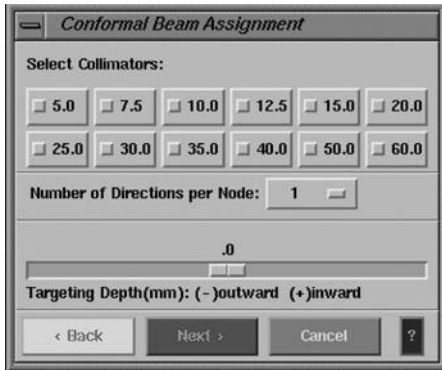 Conformal Beam Assignment
Select Collimators:
5.0 7.5 10.0 12.5 15.0 20.0
25.0 30.0 35.0 40.0 50.0 60.0
Number of Directions per Node: 1
.0
Targeting Depth(mm): (-)outward (+)inward
< Back Next > Cancel ?